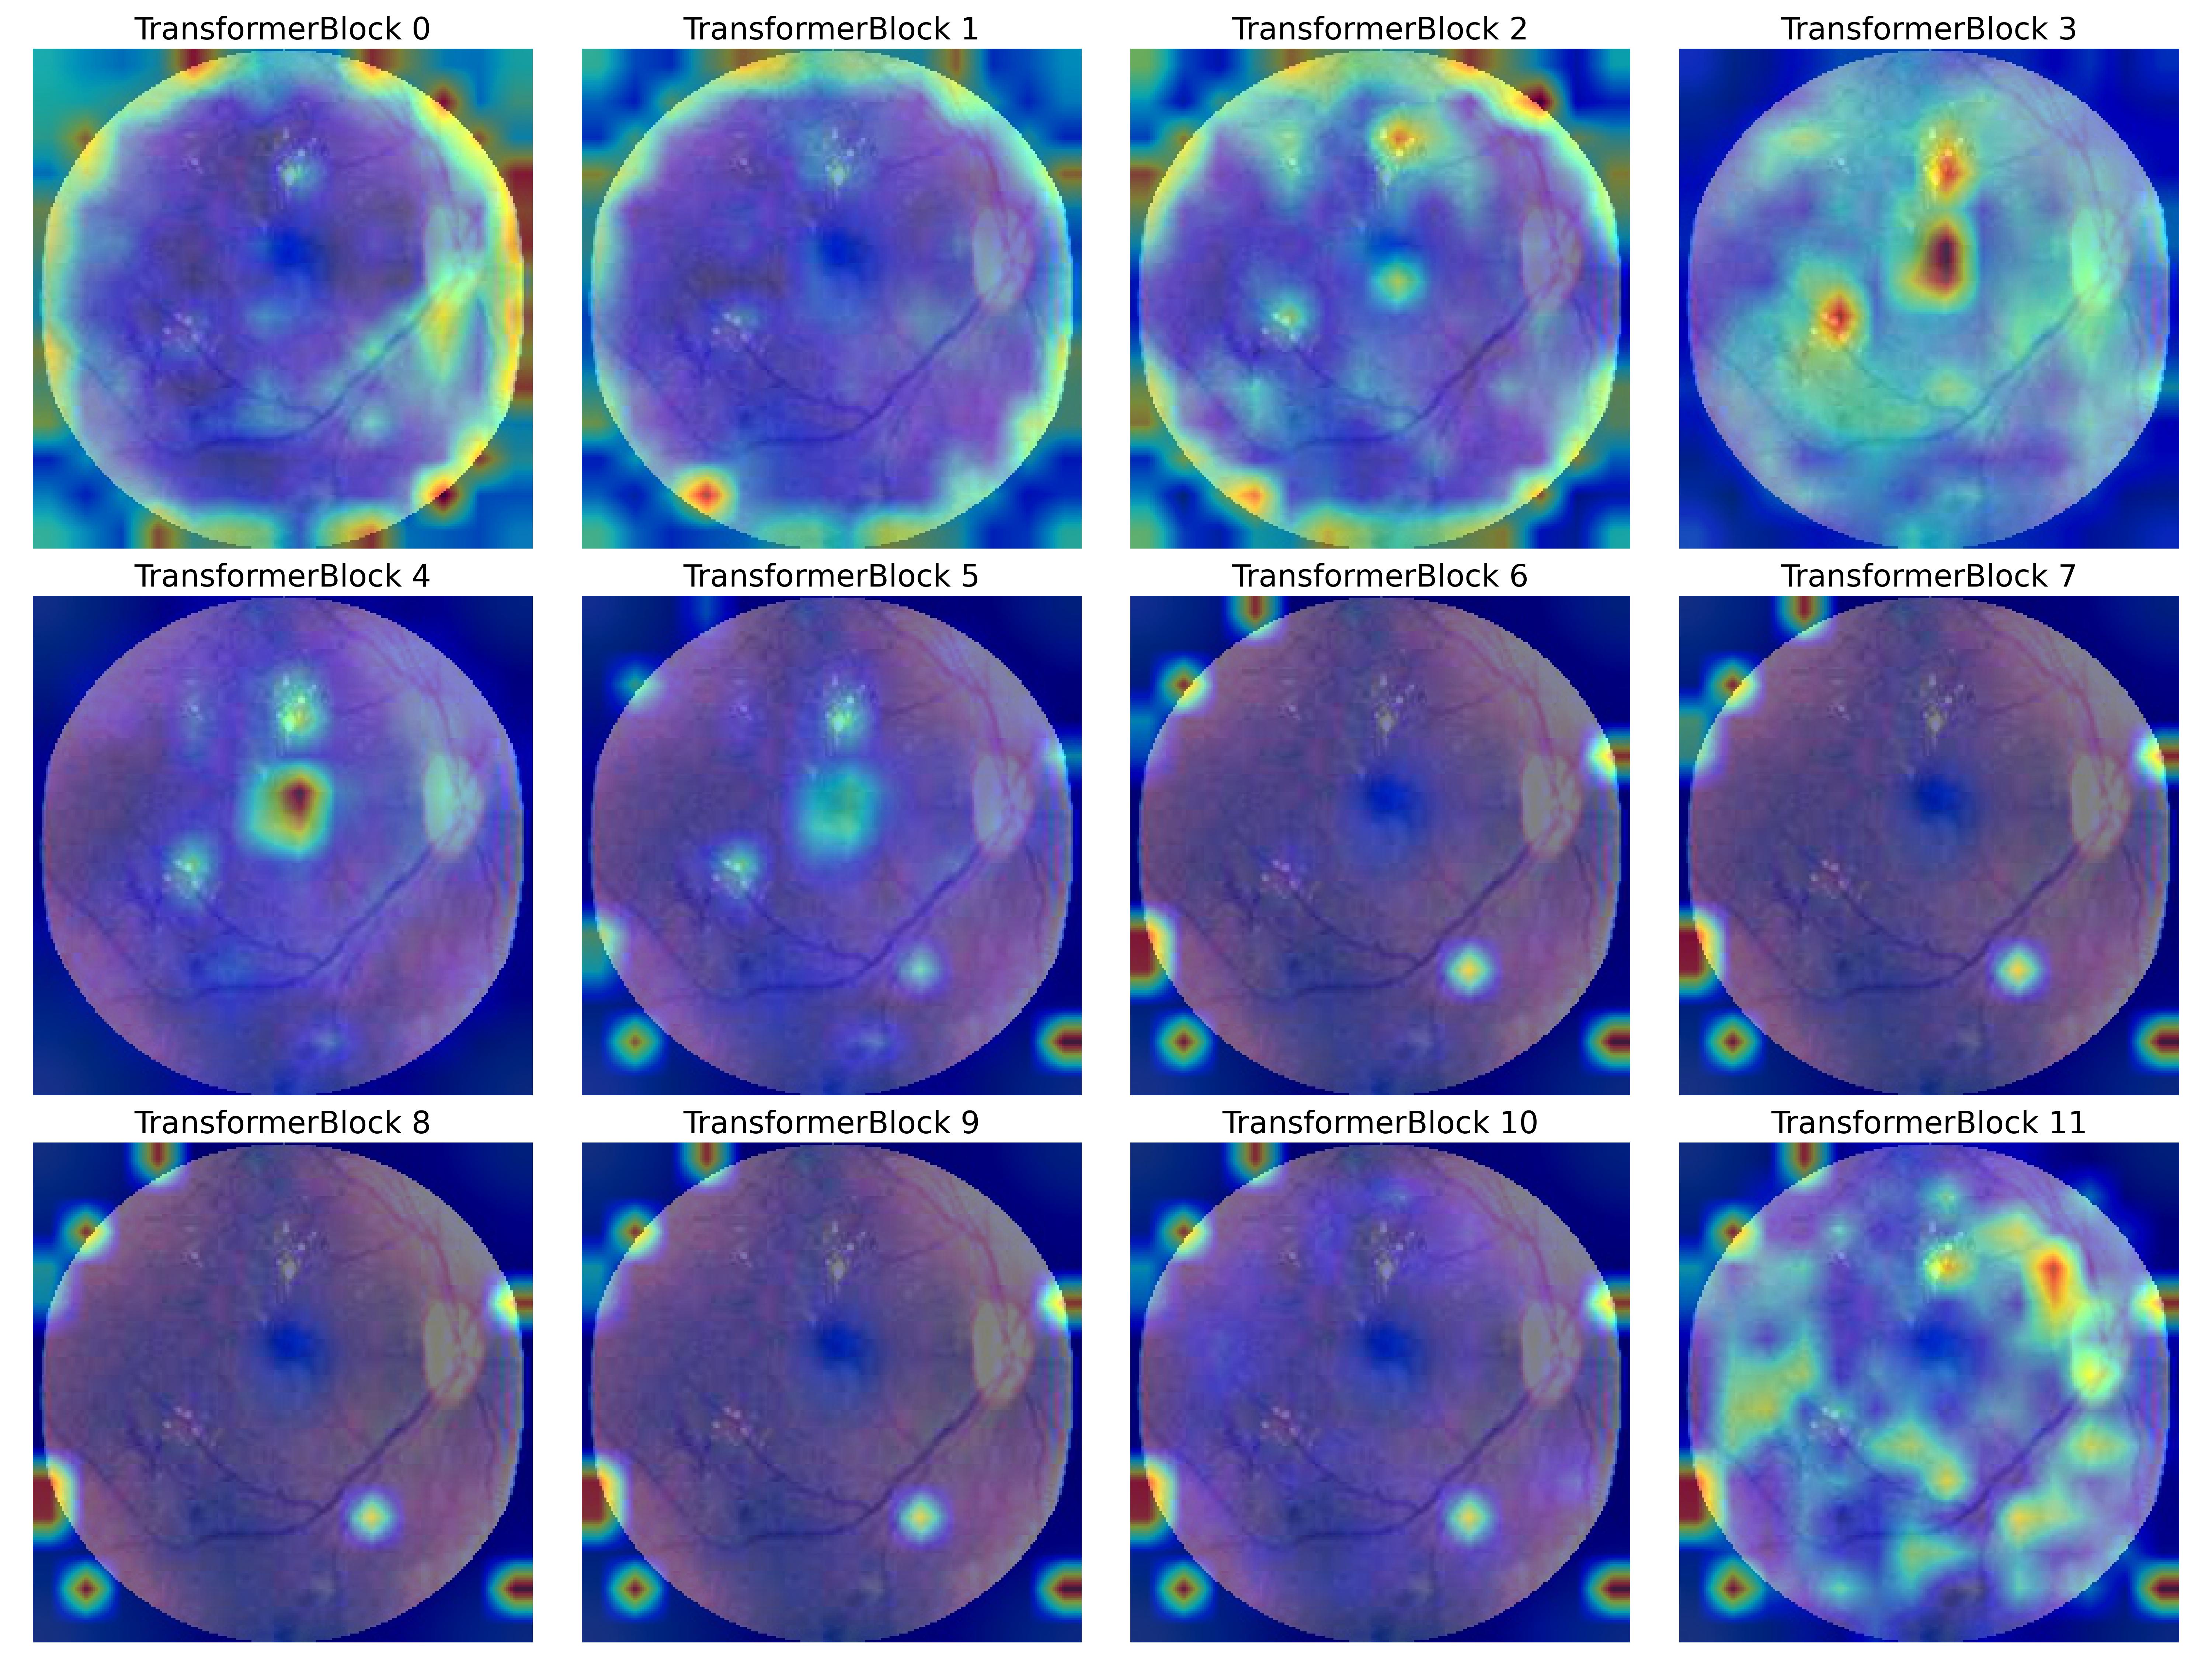 TransformerBlock 0
TransformerBlock 1
TransformerBlock 2
TransformerBlock 3
TransformerBlock 4
TransformerBlock 5
TransformerBlock 6
TransformerBlock 7
TransformerBlock 8
TransformerBlock 9
TransformerBlock 10
TransformerBlock 11